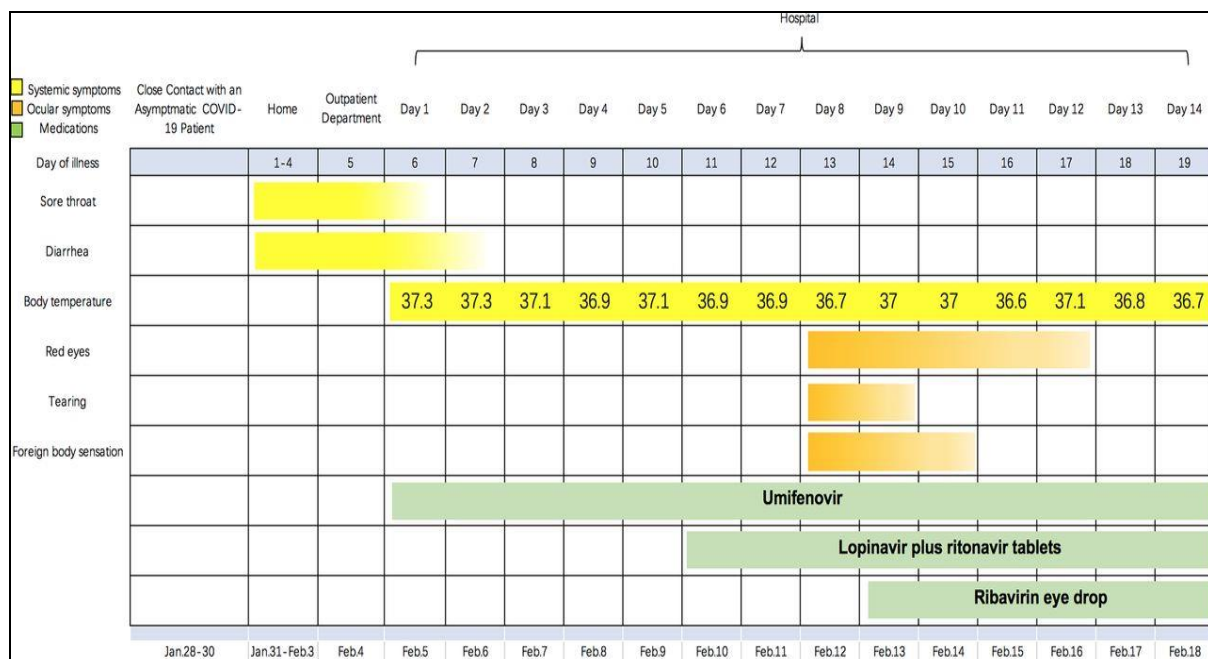 Hospital
Systemic symptoms
Ocular symptoms
Medications
Close Contact with an
Asymptmatic COVID-
19 Patient
Home
Outpatient
Department
Day 1 Day 2 Day 3 Day 4 Day 5 Day 6 Day 7 Day 8 Day 9 Day 10 Day 11 Day 12 Day 13 Day 14
Day of illness 1-4 5 6 7 8 9 10 11 12 13 14 15 16 17 18 19
Sore throat
Diarrhea
Body temperature 37.3 37.3 37.1 36.9 37.1 36.9 36.9 36.7 37 37 36.6 37.1 36.8 36.7
Red eyes
Tearing
Foreign body sensation
Umifenovir
Lopinavir plus ritonavir tablets
Ribavirin eye drop
Jan.28-30 Jan.31-Feb.3 Feb.4 Feb.5 Feb.6 Feb.7 Feb.8 Feb.9 Feb.10 Feb.11 Feb.12 Feb.13 Feb.14 Feb.15 Feb.16 Feb.17 Feb.18